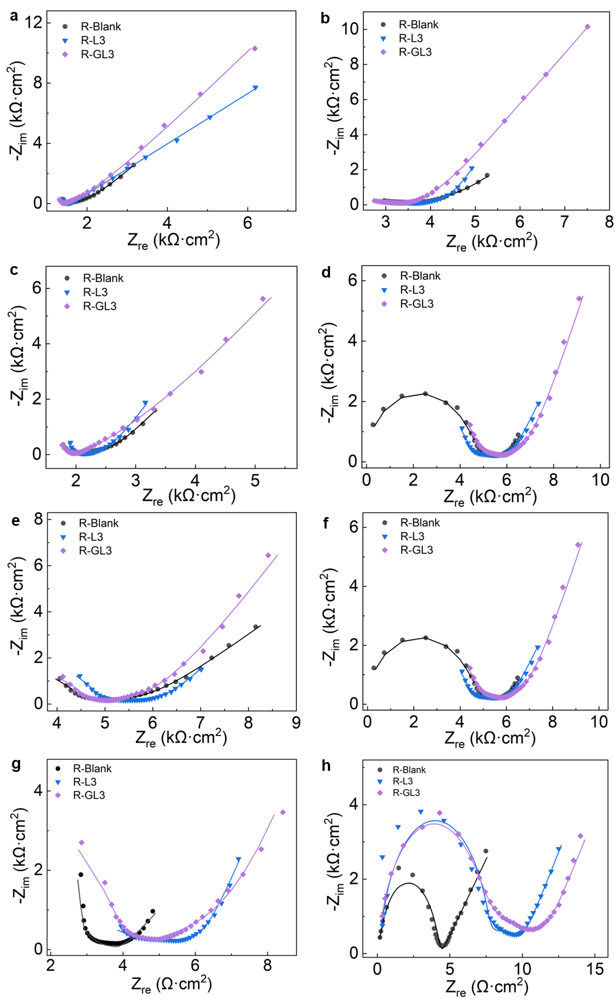 a
12
8
4
0
R-Blank
R-L3
R-GL3
-Zim (kΩ·cm²)
2
4
6
Zre (kΩ·cm²)
b
10
8
6
4
2
0
R-Blank
R-L3
R-GL3
-Zim (kΩ·cm²)
3
4
5
6
7
8
Zre (kΩ·cm²)
c
6
4
2
0
R-Blank
R-L3
R-GL3
-Zim (kΩ·cm²)
2
3
4
5
Zre (kΩ·cm²)
d
6
4
2
0
R-Blank
R-L3
R-GL3
-Zim (kΩ·cm²)
0
2
4
6
8
10
Zre (kΩ·cm²)
e
8
6
4
2
0
R-Blank
R-L3
R-GL3
-Zim (kΩ·cm²)
4
5
6
7
8
9
Zre (kΩ·cm²)
f
6
4
2
0
R-Blank
R-L3
R-GL3
-Zim (kΩ·cm²)
0
2
4
6
8
10
Zre (kΩ·cm²)
g
4
2
0
R-Blank
R-L3
R-GL3
-Zim (kΩ·cm²)
2
4
6
8
Zre (Ω·cm²)
h
4
2
0
R-Blank
R-L3
R-GL3
-Zim (kΩ·cm²)
0
5
10
15
Zre (Ω·cm²)